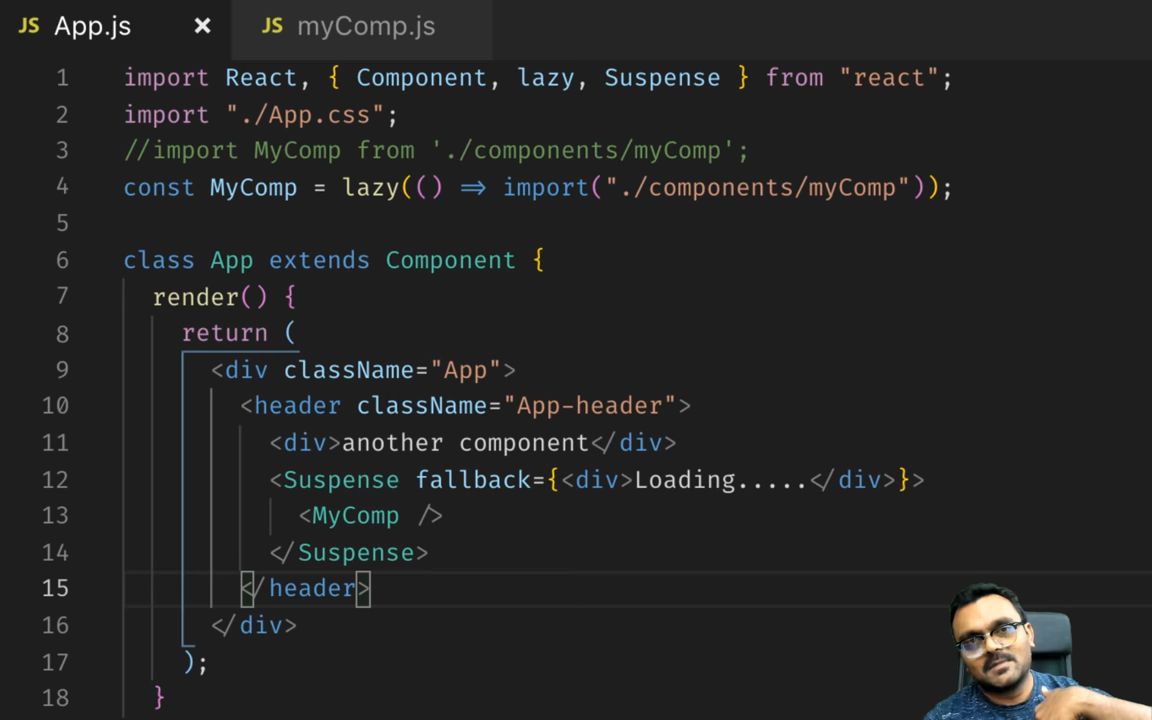 JS App.js × JS myComp.js
1 import React, { Component, lazy, Suspense } from "react";
2 import "./App.css";
3 //import MyComp from './components/myComp';
4 const MyComp = lazy(() => import("./components/myComp"));
5
6 class App extends Component {
7 render() {
8 return (
9 <div className="App">
10 <header className="App-header">
11 <div>another component</div>
12 <Suspense fallback={<div>Loading.....</div>}>
13 <MyComp />
14 </Suspense>
15 </header>
16 </div>
17 );
18 }